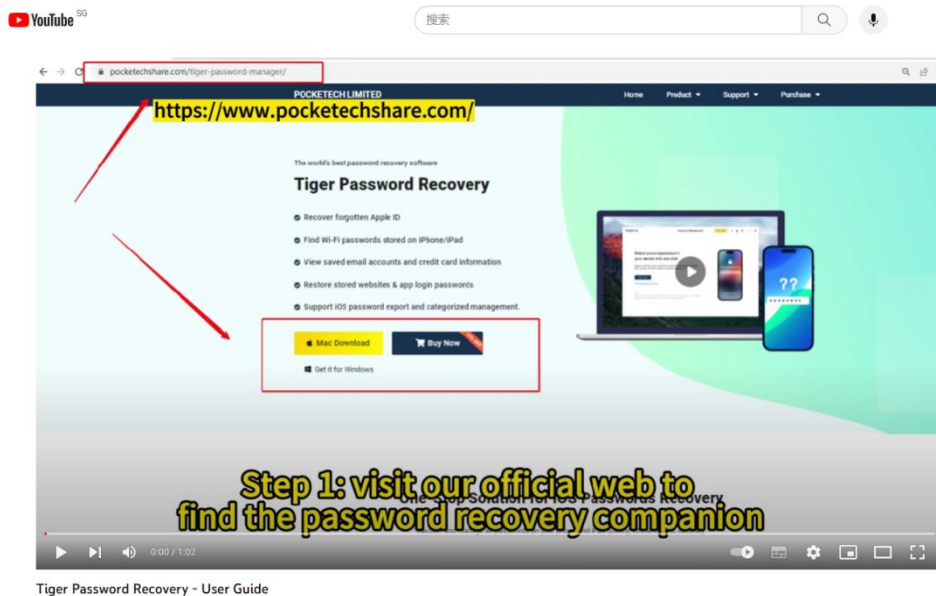 YouTube SG
搜索
pocketechshare.com/tiger-password-manager/
POCKETECH LIMITED
Home Product Support Purchase
https://www.pocketechshare.com/
The world's best password recovery software
Tiger Password Recovery
Recover forgotten Apple ID
Find Wi-Fi passwords stored on iPhone/iPad
View saved email accounts and credit card information
Restore stored websites & app login passwords
Support iOS password export and categorized management.
Mac Download
Buy Now
Get it for Windows
??
One-Stop Solution for iOS Passwords Recovery
Step 1: visit our official web to
find the password recovery companion
0:00 / 1:02
Tiger Password Recovery - User Guide